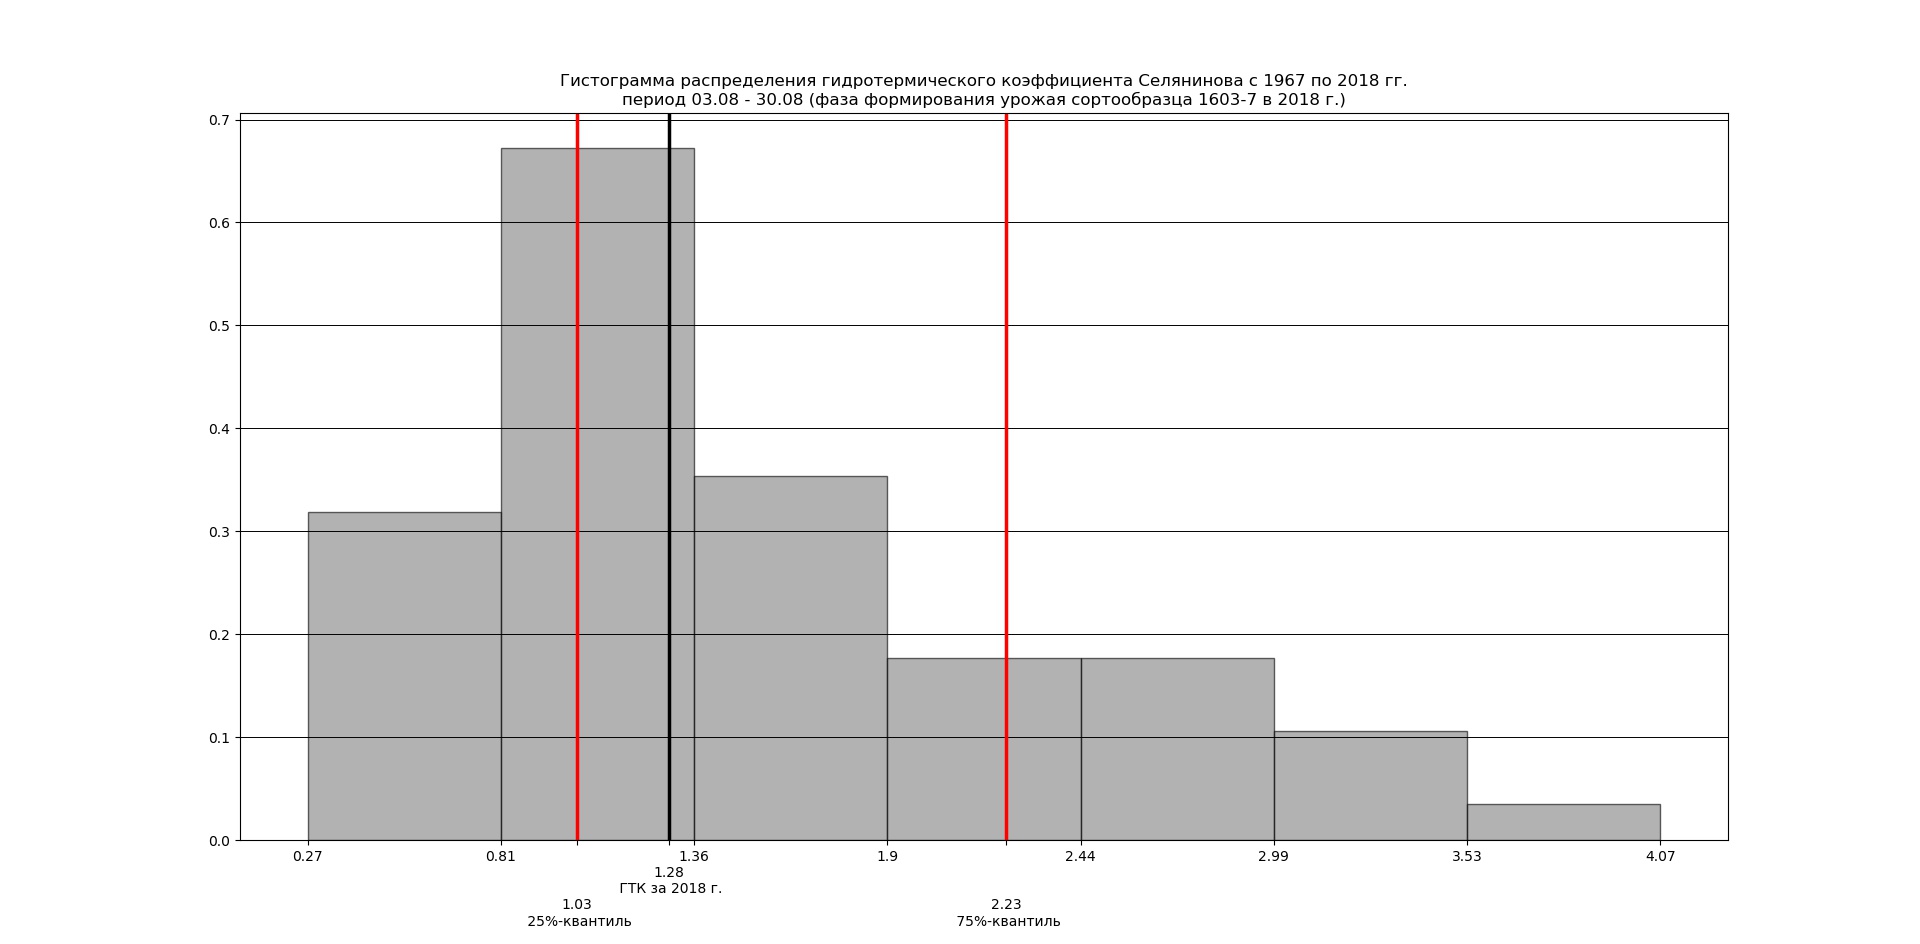 Гистограмма распределения гидротермического коэффициента Селянинова с 1967 по 2018 гг.
период 03.08 - 30.08 (фаза формирования урожая сортообразца 1603-7 в 2018 г.)
0.7
0.6
0.5
0.4
0.3
0.2
0.1
0.0
0.27 0.81 1.36 1.9 2.44 2.99 3.53 4.07
1.28
ГТК за 2018 г.
1.03 2.23
25%-квантиль 75%-квантиль